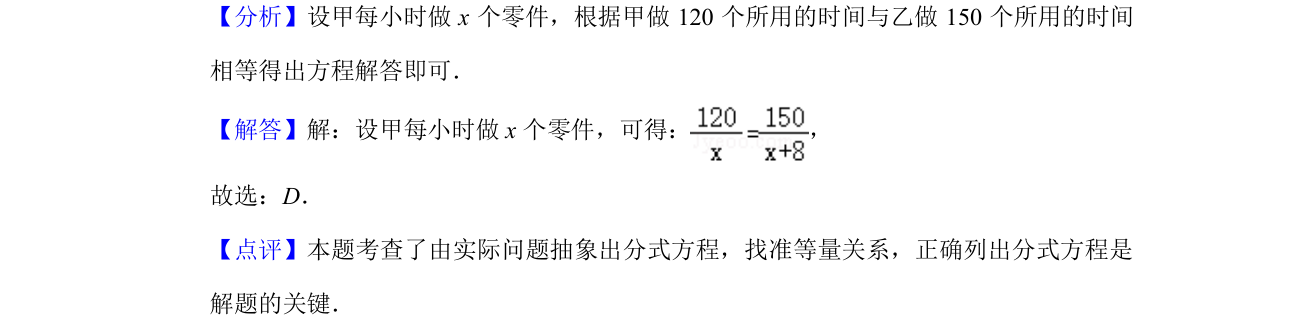 【分析】设甲每小时做 x 个零件，根据甲做 120 个所用的时间与乙做 150 个所用的时间
相等得出方程解答即可．
【解答】解：设甲每小时做 x 个零件，可得：120/x=150/(x+8)，
故选：D．
【点评】本题考查了由实际问题抽象出分式方程，找准等量关系，正确列出分式方程是
解题的关键．